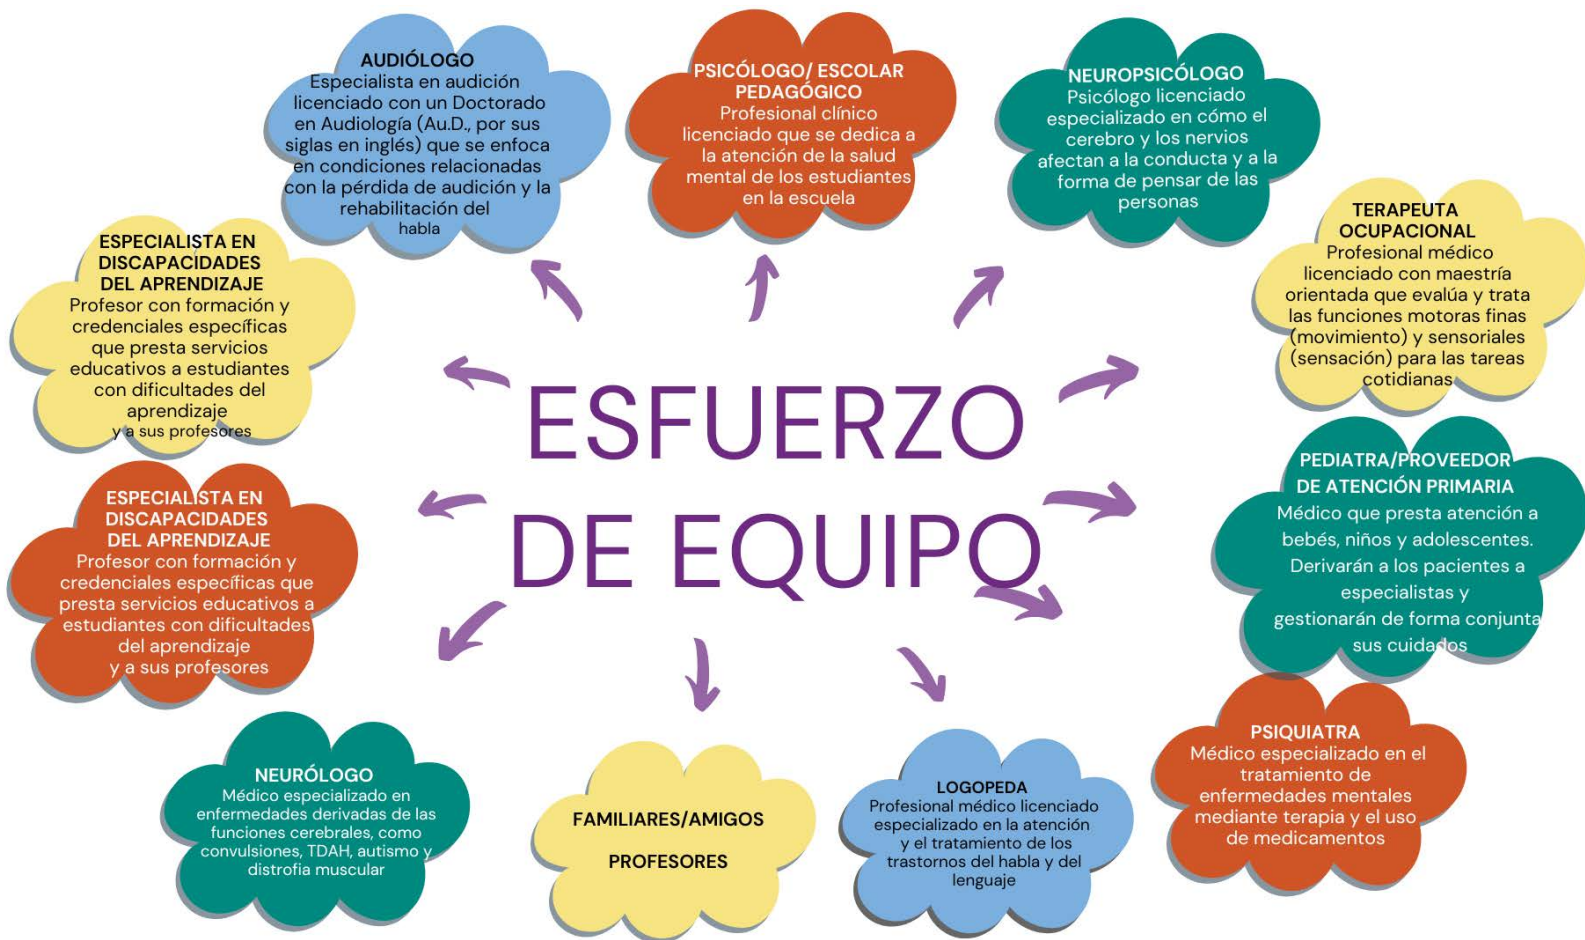 AUDIÓLOGO
Especialista en audición
licenciado con un Doctorado
en Audiología (Au.D., por sus
siglas en inglés) que se enfoca
en condiciones relacionadas
con la pérdida de audición y la
rehabilitación del
habla
PSICÓLOGO/ ESCOLAR
PEDAGÓGICO
Profesional clínico
licenciado que se dedica a
la atención de la salud
mental de los estudiantes
en la escuela
NEUROPSICÓLOGO
Psicólogo licenciado
especializado en cómo el
cerebro y los nervios
afectan a la conducta y a la
forma de pensar de las
personas
TERAPEUTA
OCUPACIONAL
Profesional médico
licenciado con maestría
orientada que evalúa y trata
las funciones motoras finas
(movimiento) y sensoriales
(sensación) para las tareas
cotidianas
ESPECIALISTA EN
DISCAPACIDADES
DEL APRENDIZAJE
Profesor con formación y
credenciales específicas
que presta servicios
educativos a estudiantes
con dificultades del
aprendizaje
y a sus profesores
ESFUERZO
DE EQUIPO
PEDIATRA/PROVEEDOR
DE ATENCIÓN PRIMARIA
Médico que presta atención a
bebés, niños y adolescentes.
Derivarán a los pacientes a
especialistas y
gestionarán de forma conjunta
sus cuidados
ESPECIALISTA EN
DISCAPACIDADES
DEL APRENDIZAJE
Profesor con formación y
credenciales específicas que
presta servicios educativos a
estudiantes con dificultades
del aprendizaje
y a sus profesores
NEURÓLOGO
Médico especializado en
enfermedades derivadas de las
funciones cerebrales, como
convulsiones, TDAH, autismo y
distrofia muscular
FAMILIARES/AMIGOS
PROFESORES
LOGOPEDA
Profesional médico licenciado
especializado en la atención
y el tratamiento de los
trastornos del habla y del
lenguaje
PSIQUIATRA
Médico especializado en el
tratamiento de
enfermedades mentales
mediante terapia y el uso
de medicamentos